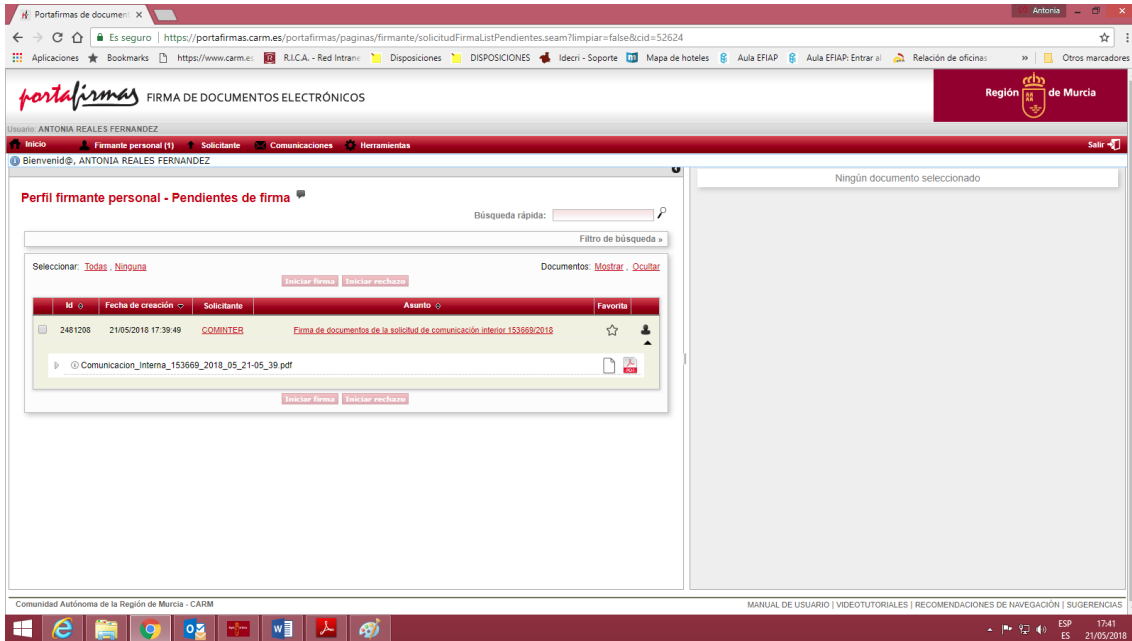 Portafirmas de document
Antonia
Es seguro | https://portafirmas.carm.es/portafirmas/paginas/firmante/solicitudFirmaListPendientes.seam?limpiar=false&cid=52624
Aplicaciones Bookmarks https://www.carm.es R.I.C.A. - Red Intrane Disposiciones DISPOSICIONES Idecri - Soporte Mapa de hoteles Aula EFIAP Aula EFIAP: Entrar al Relación de oficinas » Otros marcadores
portafirmas FIRMA DE DOCUMENTOS ELECTRÓNICOS
Región de Murcia
Usuario: ANTONIA REALES FERNANDEZ
Inicio Firmante personal (1) Solicitante Comunicaciones Herramientas Salir
Bienvenid@, ANTONIA REALES FERNANDEZ
Ningún documento seleccionado
Perfil firmante personal - Pendientes de firma
Búsqueda rápida:
Filtro de búsqueda »
Seleccionar: Todas , Ninguna Documentos: Mostrar , Ocultar
Iniciar firma Iniciar rechazo
Id Fecha de creación Solicitante Asunto Favorita
2481208 21/05/2018 17:39:49 COMINTER Firma de documentos de la solicitud de comunicación interior 153669/2018
Comunicacion_Interna_153669_2018_05_21-05_39.pdf
PDF
Iniciar firma Iniciar rechazo
Comunidad Autónoma de la Región de Murcia - CARM
MANUAL DE USUARIO | VIDEOTUTORIALES | RECOMENDACIONES DE NAVEGACIÓN | SUGERENCIAS
ESP 17:41
ES 21/05/2018